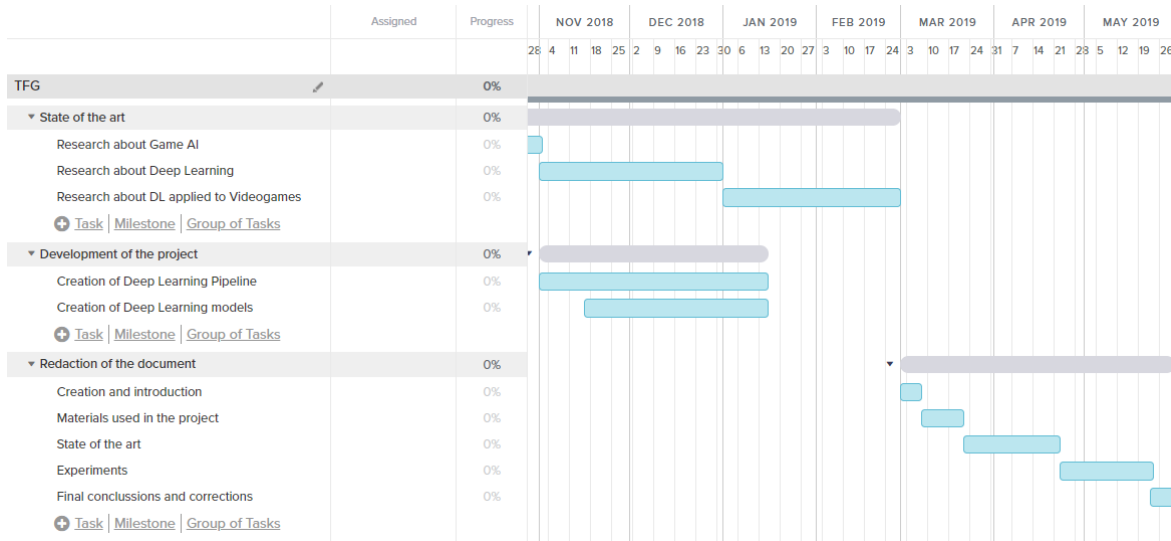 Assigned Progress NOV 2018 DEC 2018 JAN 2019 FEB 2019 MAR 2019 APR 2019 MAY 2019
28 4 11 18 25 2 9 16 23 30 6 13 20 27 3 10 17 24 3 10 17 24 31 7 14 21 28 5 12 19 26
TFG 0%
State of the art 0%
Research about Game AI 0%
Research about Deep Learning 0%
Research about DL applied to Videogames 0%
Task Milestone Group of Tasks
Development of the project 0%
Creation of Deep Learning Pipeline 0%
Creation of Deep Learning models 0%
Task Milestone Group of Tasks
Redaction of the document 0%
Creation and introduction 0%
Materials used in the project 0%
State of the art 0%
Experiments 0%
Final conclussions and corrections 0%
Task Milestone Group of Tasks